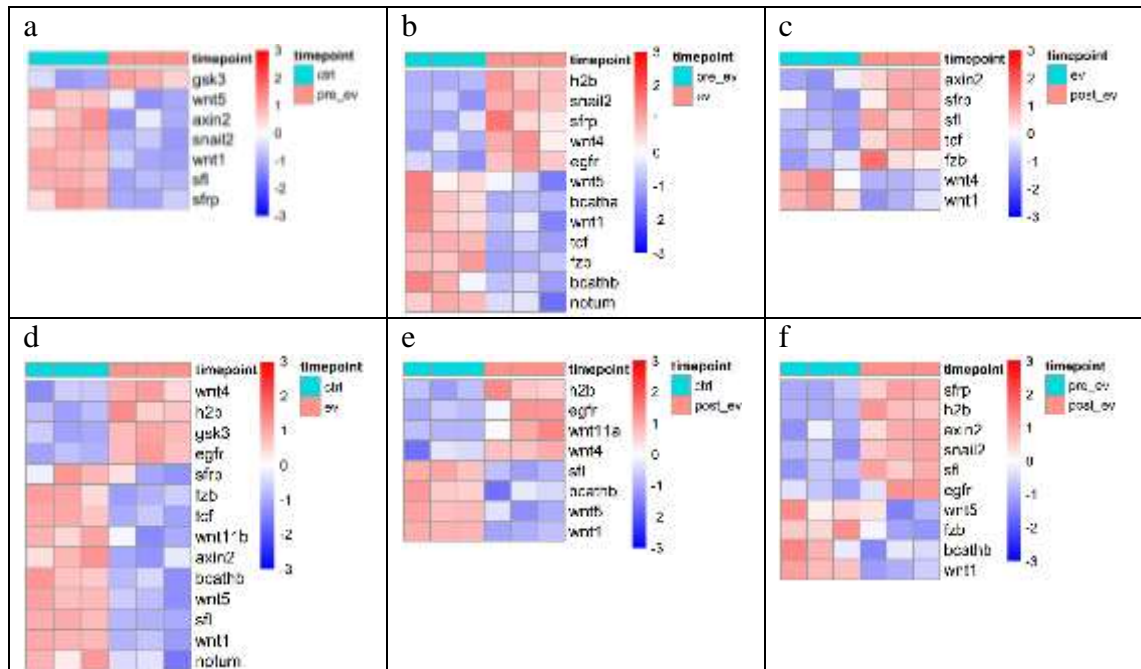 a
timepoint
gsk3
wnt5
axin2
snail2
wnt1
sfl
sfrp
3
2
1
0
-1
-2
-3
timepoint
ctrl
pre_ev
b
timepoint
h2b
snail2
sfrp
wnt4
egfr
wnt5
bcatha
wnt1
tcf
fzb
bcathb
notum
3
2
1
0
-1
-2
-3
timepoint
pre_ev
ev
c
timepoint
axin2
sfrp
sfl
tcf
fzb
wnt4
wnt1
3
2
1
0
-1
-2
-3
timepoint
ev
post_ev
d
timepoint
wnt4
h2b
gsk3
egfr
sfrp
fzb
tcf
wnt11b
axin2
bcathb
wnt5
sfl
wnt1
notum
3
2
1
0
-1
-2
-3
timepoint
ctrl
ev
e
timepoint
h2b
egfr
wnt11a
wnt4
sfl
bcathb
wnt5
wnt1
3
2
1
0
-1
-2
-3
timepoint
ctrl
post_ev
f
timepoint
sfrp
h2b
axin2
snail2
sfl
egfr
wnt5
fzb
bcathb
wnt1
3
2
1
0
-1
-2
-3
timepoint
pre_ev
post_ev